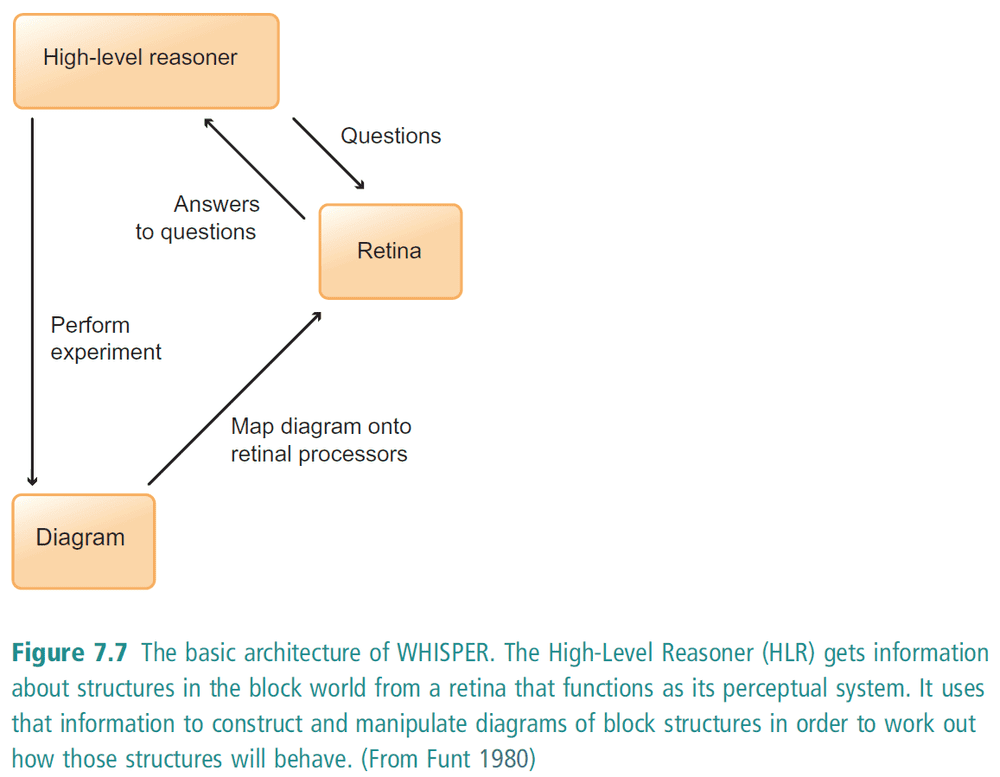 High-level reasoner
Questions
Answers
to questions
Retina
Perform
experiment
Map diagram onto
retinal processors
Diagram
Figure 7.7 The basic architecture of WHISPER. The High-Level Reasoner (HLR) gets information
about structures in the block world from a retina that functions as its perceptual system. It uses
that information to construct and manipulate diagrams of block structures in order to work out
how those structures will behave. (From Funt 1980)